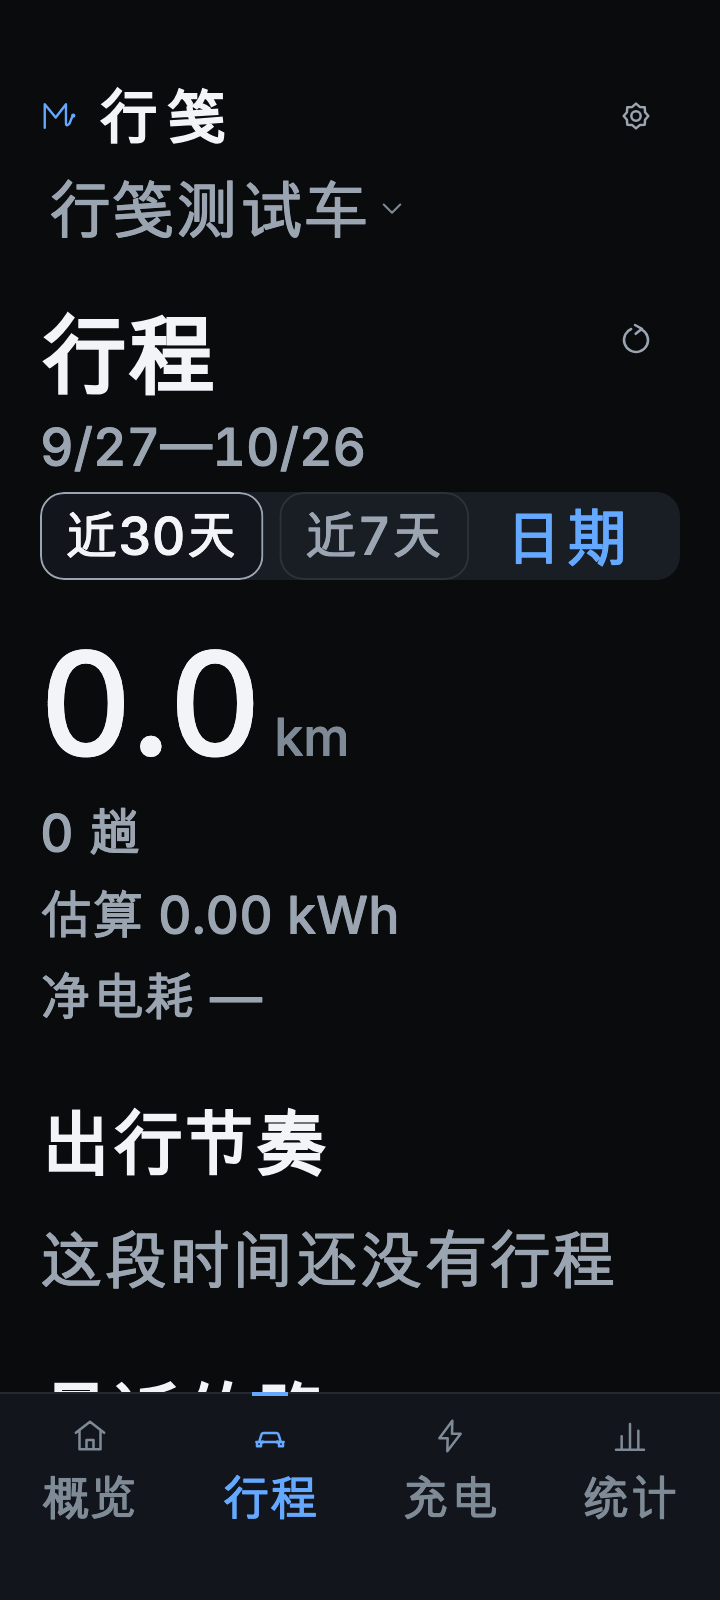 行笺
行笺测试车
行程
9/27—10/26
近30天 近7天 日期
0.0 km
0 趟
估算 0.00 kWh
净电耗 —
出行节奏
这段时间还没有行程
概览 行程 充电 统计